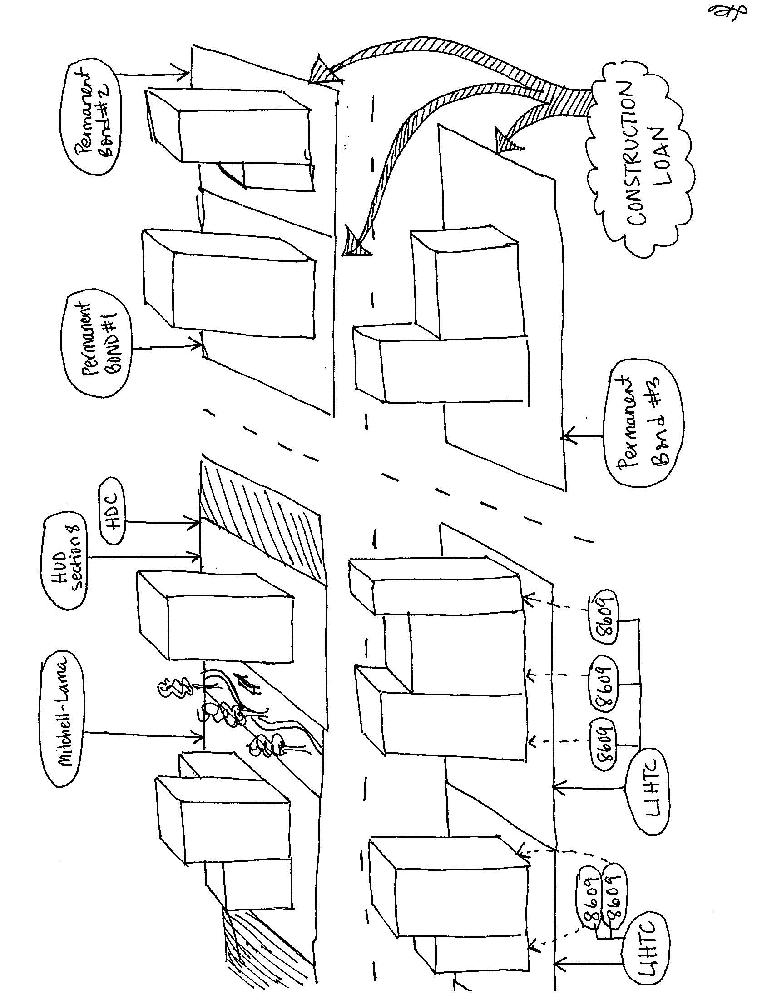 Mitchell-Lama
HUD
section 8
HDC
Permanent
BOND #1
Permanent
Bond #2
8609
8609
LIHTC
8609
8609
8609
LIHTC
Permanent
Bond #3
CONSTRUCTION
LOAN